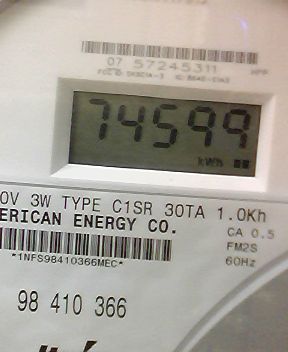 07 57245311
74599
kWh
0V 3W TYPE C1SR 30TA 1.0Kh
ERICAN ENERGY CO.
CA 0.5
FM2S
60Hz
*1NFS98410366MEC*
98 410 366